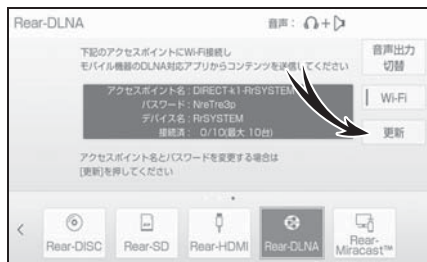 Rear-DLNA
音声:
下記のアクセスポイントにWi-Fi接続し
モバイル機器のDLNA対応アプリからコンテンツを送信してください
音声出力
切替
アクセスポイント名:DIRECT-k1-RrSYSTEM
パスワード:NreTre3p
デバイス名:RrSYSTEM
接続済: 0/10(最大 10台)
Wi-Fi
更新
アクセスポイント名とパスワードを変更する場合は
[更新]を押してください
Rear-DISC
Rear-SD
Rear-HDMI
Rear-DLNA
Rear-
Miracast™